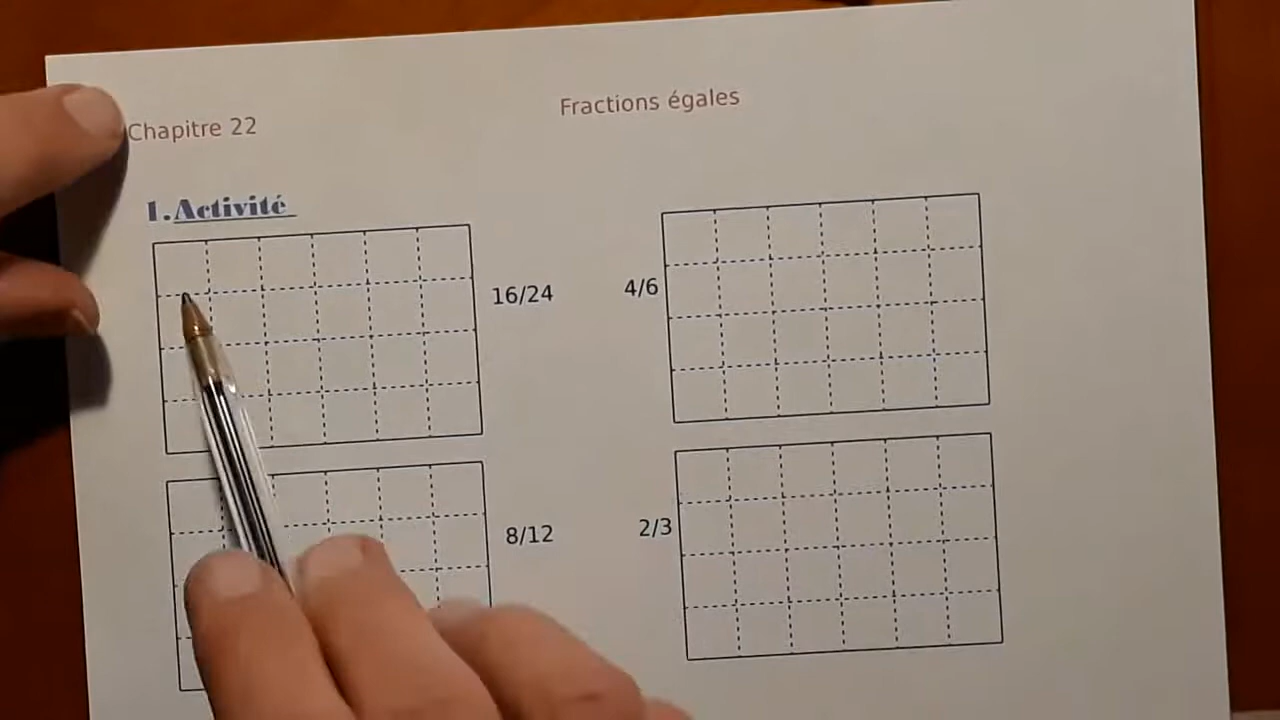 Chapitre 22
Fractions égales
1.Activité
16/24
4/6
8/12
2/3